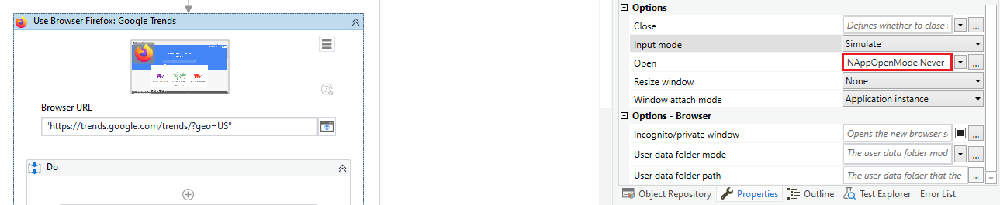 Use Browser Firefox: Google Trends
Browser URL
"https://trends.google.com/trends/?geo=US"
Do
Options
Close
Defines whether to close
...
Input mode
Simulate
Open
NAppOpenMode.Never
...
Resize window
None
Window attach mode
Application instance
Options - Browser
Incognito/private window
Opens the new browser
...
User data folder mode
The user data folder mod
...
User data folder path
The user data folder that the
...
Object Repository
Properties
Outline
Test Explorer
Error List